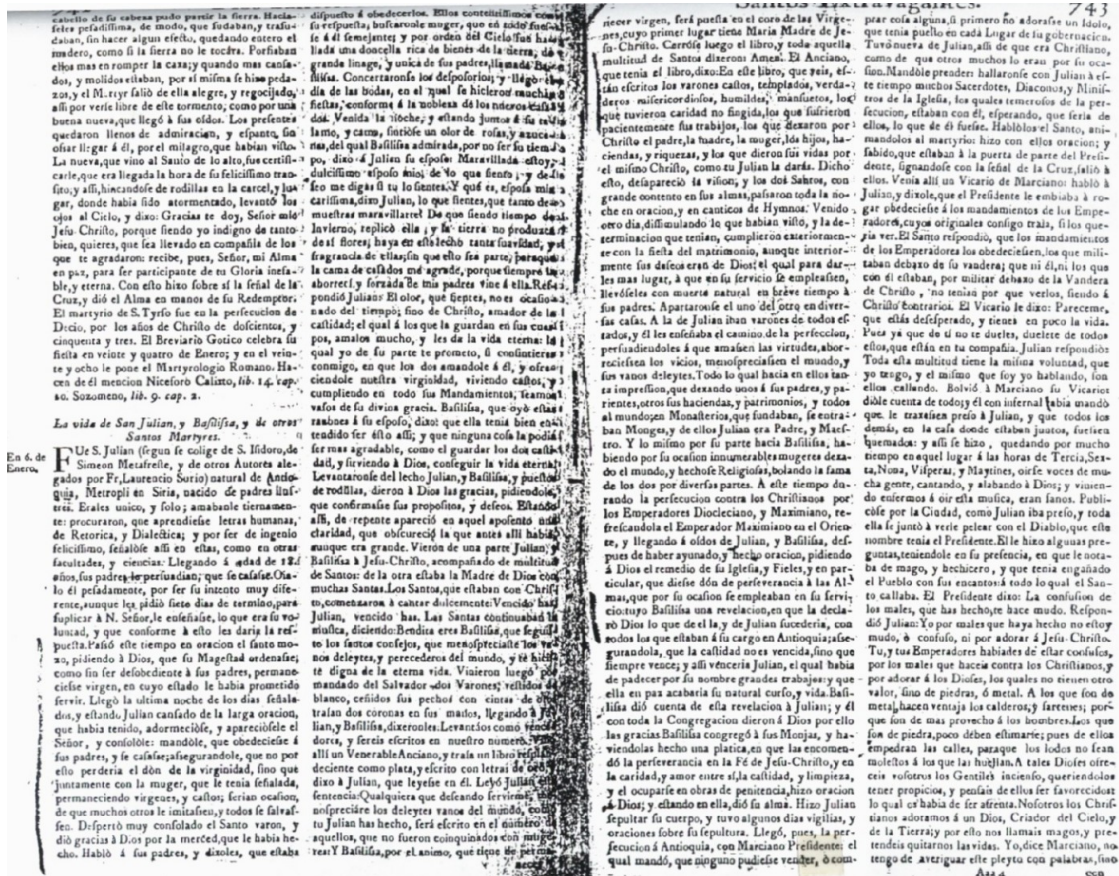 742
Santos Extravagantes.
743
cabello de su cabeza pudo partir la sierra. Hacia-
seles pesadissima, de modo, que sudaban, y trasu-
daban, sin hacer algun efecto, quedando entero el
madero, como si la sierra no le tocára. Porfiaban
ellos mas en romper la caxa; y quando mas cansa-
dos, y molidos estaban, por sí misma se hizo peda-
zos, y el Martyr salió de ella alegre, y regocijado,
assi por verse libre de este tormento, como por una
buena nueva, que llegó á sus oídos. Los presentes
quedaron llenos de admiracion, y espanto, sin
osar llegar á él, por el milagro, que habian visto.
La nueva, que vino al Santo de lo alto, fue certifi-
carle, que era llegada la hora de su felicissimo tran-
sito; y assi, hincandose de rodillas en la carcel, y lu-
gar, donde habia sido atormentado, levantó los
ojos al Cielo, y dixo: Gracias te doy, Señor mio
Jesu-Christo, porque siendo yo indigno de tanto
bien, quieres, que sea llevado en compañia de los
que te agradaron: recibe, pues, Señor, mi Alma
en paz, para ser participante de tu Gloria inefa-
ble, y eterna. Con esto hizo sobre sí la señal de la
Cruz, y dió el Alma en manos de su Redemptor.
El martyrio de S. Tyrso fue en la persecucion de
Decio, por los años de Christo de doscientos, y
cinquenta y tres. El Breviario Gotico celebra su
fiesta en veinte y quatro de Enero; y en el vein-
te y ocho le pone el Martyrologio Romano. Ha-
cen de él mencion Niceforo Calixto, lib. 14. cap.
10. Sozomeno, lib. 9. cap. 2.
La vida de San Julian, y Basilissa, y de otros
Santos Martyres.
En 6. de
Enero.
FUe S. Julian (segun se colige de S. Isidoro, de
Simeon Metafraste, y de otros Autores ale-
gados por Fr. Laurencio Surio) natural de Antio-
quia, Metropli en Siria, nacido de padres ilus-
tres. Erales unico, y solo; amabanle tiernamen-
te: procuraron, que aprendiese letras humanas,
de Retorica, y Dialectica; y por ser de ingenio
felicissimo, señalóse assi en estas, como en otras
facultades, y ciencias. Llegando á edad de 18.
años, sus padres le persuadian, que se casase. Oía-
lo él pesadamente, por ser su intento muy dife-
rente, aunque les pidió siete dias de termino, para
suplicar á N. Señor, le enseñase, lo que era su vo-
luntad, y que conforme á esto les daria la res-
puesta. Pasó este tiempo en oracion el santo mo-
zo, pidiendo á Dios, que su Magestad ordenase;
como sin ser desobediente á sus padres, permane-
ciese virgen, en cuyo estado le habia prometido
servir. Llegó la ultima noche de los dias señala-
dos, y estando Julian cansado de la larga oracion,
que habia tenido, adormecióse, y apareciósele el
Señor, y consolóle: mandóle, que obedeciese á
sus padres, y se casase; asegurandole, que no por
esto perderia el dón de la virginidad, sino que
juntamente con la muger, que le tenia señalada,
permaneciendo virgenes, y castos; serian ocasion,
de que muchos otros le imitasen, y todos se salva-
sen. Despertó muy consolado el Santo varon, y
dió gracias á Dios por la merced, que le habia he-
cho. Habló á sus padres, y dixoles, que estaba
dispuesto á obedecerlos. Ellos contentissimos con
su respuesta, buscaronle muger, que en todo fue-
se á él semejante; y por orden del Cielo fue ha-
llada una doncella rica de bienes de la tierra, de
grande linage, y unica de sus padres, llamada Ba-
silissa. Concertaronse los desposorios; y llegó el
dia de las bodas, en el qual se hicieron muchas
fiestas, conforme á la nobleza de los nuevos casa-
dos. Venida la noche; y estando juntos á su ta-
lamo, y cama, sintióse un olor de rosas, y azuce-
nas, del qual Basilissa admirada, por no ser su tiem-
po, dixo á Julian su esposo: Maravillada estoy,
dulcissimo esposo mio, de lo que siento, y deseo
seo me digas si tu lo sientes. Y qué es, esposa mia
carissima, dixo Julian, lo que sientes, que tanto de
muestras maravillarte? De que siendo tiempo de
Invierno, replicó ella, y la tierra no produzca
de sí flores, haya en este lecho tanta suavidad, y
fragrancia de ellas; sin que esto sea parte, paraque
la cama de casados me agrade, porque siempre la
aborrecí, y forzada de mis padres vine á ella. Res-
pondió Julian: El olor, que sientes, no es ocasio-
nado del tiempo; sino de Christo, amador de la
castidad; el qual á los que la guardan en sus cuer-
pos, amalos mucho, y les da la vida eterna: la
qual yo de su parte te prometo, si consintieres
conmigo, en que los dos amandole á él, y ofre-
ciendole nuestra virginidad, viviendo castos, y
cumpliendo en todo sus Mandamientos, seamos
vasos de su divina gracia. Basilissa, que oyó estas
razones á su esposo, dixo: que ella tenia bien en-
tendido ser esto assi; y que ninguna cosa la podia
ser mas agradable, como el guardar los dos casti-
dad, y sirviendo á Dios, conseguir la vida eterna.
Levantaronse del lecho Julian, y Basilissa, y puestos
de rodillas, dieron á Dios las gracias, pidiendole,
que confirmase sus propositos, y deseos. Estando
assi, de repente apareció en aquel aposento una
claridad, que obscureció la que antes alli habia,
aunque era grande. Vieron de una parte Julian, y
Basilissa á Jesu-Christo, acompañado de multitud
de Santos: de la otra estaba la Madre de Dios con
muchas Santas. Los Santos, que estaban con Chris-
to, comenzaron á cantar dulcemente: Vencido has
Julian, vencido has. Las Santas continuaban la
musica, diciendo: Bendita eres Basilissa, que seguis-
te los santos consejos, que menospreciaste los va-
nos deleytes, y perecederos del mundo, y te hiciste
te digna de la eterna vida. Vinieron luego por
mandado del Salvador dos Varones, vestidos de
blanco, ceñidos sus pechos con cintas de oro:
traían dos coronas en sus manos, llegando á Ju-
lian, y Basilissa, dixeronles: Levantáos como vence-
dores, y seréis escritos en nuestro numero. Vino
alli un Venerable Anciano, y traía un libro resplan-
deciente como plata, y escrito con letras de oro:
dixo á Julian, que leyese en él. Leyó Julian esta
sentencia: Qualquiera que deseando servirme, me-
nospreciáre los deleytes vanos del mundo, como
tu Julian has hecho, será escrito en el numero de
aquellos, que no fueron coinquinados con muge-
res: Y Basilissa, por el animo, que tiene de perma-
necer
necer virgen, será puesta en el coro de las Virge-
nes, cuyo primer lugar tiene Maria Madre de Je-
su-Christo. Cerróse luego el libro, y toda aquella
multitud de Santos dixeron: Amen. El Anciano,
que tenia el libro, dixo: En este libro, que veis, es-
tán escritos los varones castos, templados, verda-
deros misericordiosos, humildes, mansuetos, los
que tuvieron caridad no fingida, los que sufrieron
pacientemente sus trabajos, los que dexaron por
Christo el padre, la madre, la muger, los hijos, ha-
ciendas, y riquezas, y los que dieron sus vidas por
el mismo Christo, como tu Julian la darás. Dicho
esto, desapareció la vision; y los dos Santos, con
grande contento en sus almas, pasaron toda la no-
che en oracion, y en canticos de Hymnos. Venido
otro dia, disimulando lo que habian visto, y la de-
terminacion que tenian, cumplieron exteriormen-
te con la fiesta del matrimonio, aunque interior-
mente sus deseos eran de Dios: el qual para dar-
les mas lugar, á que en su servicio se empleasen,
llevóseles con muerte natural en breve tiempo á
sus padres. Apartaronse el uno del otro en diver-
sas casas. A la de Julian iban varones de todos es-
tados, y él les enseñaba el camino de la perfeccion,
persuadiendoles á que amasen las virtudes, abor-
reciesen los vicios, menospreciasen el mundo, y
sus vanos deleytes. Todo lo qual hacia en ellos tan-
ta impression, que dexando unos á sus padres, y pa-
rientes, otros sus haciendas, y patrimonios, y todos
al mundo; en Monasterios, que fundaban, se entra-
ban Monges, y de ellos Julian era Padre, y Maes-
tro. Y lo mismo por su parte hacia Basilissa, ha-
biendo por su ocasion innumerables mugeres dexa-
do el mundo, y hechose Religiosas, bolando la fama
de los dos por diversas partes. A este tiempo du-
rando la persecucion contra los Christianos por
los Emperadores Diocleciano, y Maximiano, re-
frescandola el Emperador Maximiano en el Orien-
te, y llegando á oídos de Julian, y Basilissa, des-
pues de haber ayunado, y hecho oracion, pidiendo
á Dios el remedio de su Iglesia, y Fieles, y en par-
ticular, que diese dón de perseverancia á las Al-
mas, que por su ocasion se empleaban en su servi-
cio: tuvo Basilissa una revelacion, en que la decla-
ró Dios lo que de ella, y de Julian sucederia, con
todos los que estaban á su cargo en Antioquia; ase-
gurandola, que la castidad no es vencida, sino que
siempre vence; y assi venceria Julian, el qual habia
de padecer por su nombre grandes trabajos: y que
ella en paz acabaria su natural curso, y vida. Basi-
lissa dió cuenta de esta revelacion á Julian; y él
con toda la Congregacion dieron á Dios por ello
las gracias. Basilissa congregó á sus Monjas, y ha-
viendolas hecho una platica, en que las encomen-
dó la perseverancia en la Fé de Jesu-Christo, y en
la caridad, y amor entre sí, la castidad, y limpieza,
y el ocuparse en obras de penitencia, hizo oracion
á Dios; y estando en ella, dió su alma. Hizo Julian
sepultar su cuerpo, y tuvo algunos dias vigilias, y
oraciones sobre su sepultura. Llegó, pues, la per-
secucion á Antioquia, con Marciano Presidente: el
qual mandó, que ninguno pudiese vender, ó com-
prar cosa alguna, si primero no adorase un Idolo,
que tenia puesto en cada Lugar de su gobernacion.
Tuvo nueva de Julian, assi de que era Christiano,
como de que otros muchos lo eran por su oca-
sion. Mandóle prender: hallaronse con Julian á es-
te tiempo muchos Sacerdotes, Diaconos, y Minis-
tros de la Iglesia, los quales temerosos de la per-
secucion, estaban con él, esperando, que seria de
ellos, lo que de él fuese. Hablólos el Santo, ani-
mandolos al martyrio: hizo con ellos oracion; y
sabido, que estaban á la puerta de parte del Presi-
dente, signandose con la señal de la Cruz, salió á
ellos. Venia alli un Vicario de Marciano: habló á
Julian, y dixole, que el Presidente le embiaba á ro-
gar obedeciese á los mandamientos de los Empe-
radores, cuyos originales consigo traía, si los que-
ria ver. El Santo respondió, que los mandamientos
de los Emperadores los obedeciesen, los que mili-
taban debazo de su vandera; que ni él, ni los que
con él estaban, por militar debaxo de la Vandera
de Christo, no tenian por que verlos, siendo á
Christo contrarios. El Vicario le dixo: Pareceme,
que estás desesperado, y tienes en poco la vida.
Pues ya que de tí no te duele, duelete de todos
estos, que están en tu compañia. Julian respondió:
Toda esta multitud tiene la misma voluntad, que
yo tengo, y el mismo que soy yo hablando, son
ellos callando. Bolvió á Marciano su Vicario:
dióle cuenta de todo; y él con infernal rabia mandó
que le traxesen preso á Julian, y que todos los
demás, en la casa donde estaban juntos, fuesen
quemados: y assi se hizo, quedando por mucho
tiempo en aquel lugar á las horas de Tercia, Sex-
ta, Nona, Visperas, y Maytines, oirse voces de mu-
cha gente, cantando, y alabando á Dios; y vinien-
do enfermos á oir esta musica, eran sanos. Publi-
cóse por la Ciudad, como Julian iba preso, y toda
ella se juntó á verle pelear con el Diablo, que este
nombre tenia el Presidente. El le hizo algunas pre-
guntas, teniendole en su presencia, en que le nota-
ba de mago, y hechicero, y que tenia engañado
el Pueblo con sus encantos: á todo lo qual el San-
to callaba. El Presidente dixo: La confusion de
los males, que has hecho, te hace mudo. Respon-
dió Julian: Yo por males que haya hecho no estoy
mudo, ó confuso, ni por adorar á Jesu-Christo.
Tu, y tus Emperadores habiades de estar confusos,
por los males que haceis contra los Christianos, y
por adorar á los Dioses, los quales no tienen otro
valor, sino de piedras, ó metal. A los que son de
metal, hacen ventaja los calderos, y sartenes; por-
que son de mas provecho á los hombres. Los que
son de piedra, poco deben estimarse; pues de ellos
empedran las calles, paraque los lodos no sean
molestos á los que las huellan. A tales Dioses ofre-
ceis vosotros los Gentiles incienso, queriendolos
tener propicios, y pensais de ellos ser favorecidos:
lo qual os habia de ser afrenta. Nosotros los Chris-
tianos adoramos á un Dios, Criador del Cielo, y
de la Tierra; y por esto nos llamais magos, y pre-
tendeis quitarnos las vidas. Yo, dice Marciano, no
tengo de averiguar este pleyto con palabras, sino
Aaa 4
con